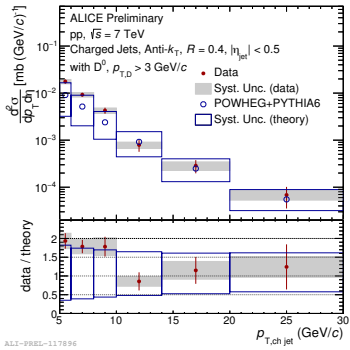 ALICE Preliminary
pp, √s = 7 TeV
Charged Jets, Anti-kT, R = 0.4, |ηjet| < 0.5
with D⁰, pT,D > 3 GeV/c
Data
Syst. Unc. (data)
POWHEG+PYTHIA6
Syst. Unc. (theory)
d²σ/dpTdη [mb (GeV/c)⁻¹]
10⁻¹
10⁻²
10⁻³
10⁻⁴
data / theory
2
1.5
1
0.5
0
5 10 15 20 25 30
pT,ch jet (GeV/c)
ALI-PREL-117896